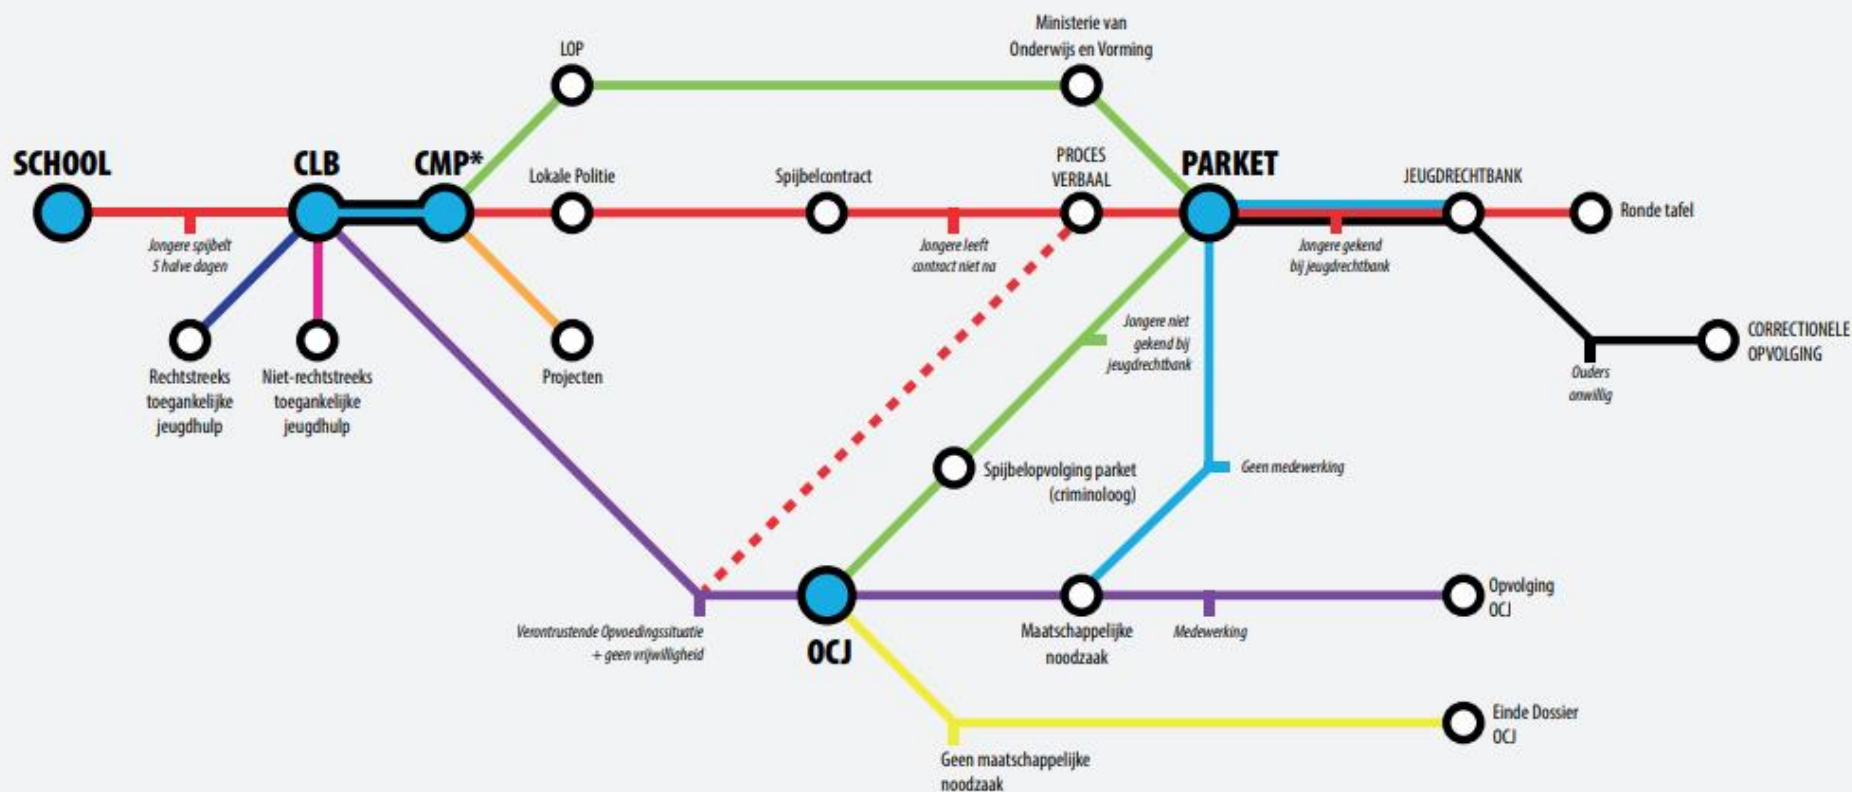 Ministerie van
Onderwijs en Vorming
LOP
SCHOOL
CLB
CMP*
Lokale Politie
Spijbelcontract
PROCES
VERBAAL
PARKET
JEUGDRECHTBANK
Ronde tafel
Jongere spijbelt
5 halve dagen
Jongere leeft
contract niet na
Jongere gekend
bij jeugdrechtbank
Jongere niet
gekend bij
jeugdrechtbank
CORRECTIONELE
OPVOLGING
Ouders
onwillig
Rechtstreeks
toegankelijke
jeugdhulp
Niet-rechtstreeks
toegankelijke
jeugdhulp
Projecten
Spijbelopvolging parket
(criminoloog)
Geen medewerking
Verontrustende Opvoedingssituatie
+ geen vrijwilligheid
OCJ
Maatschappelijke
noodzaak
Medewerking
Opvolging
OCJ
Einde Dossier
OCJ
Geen maatschappelijke
noodzaak